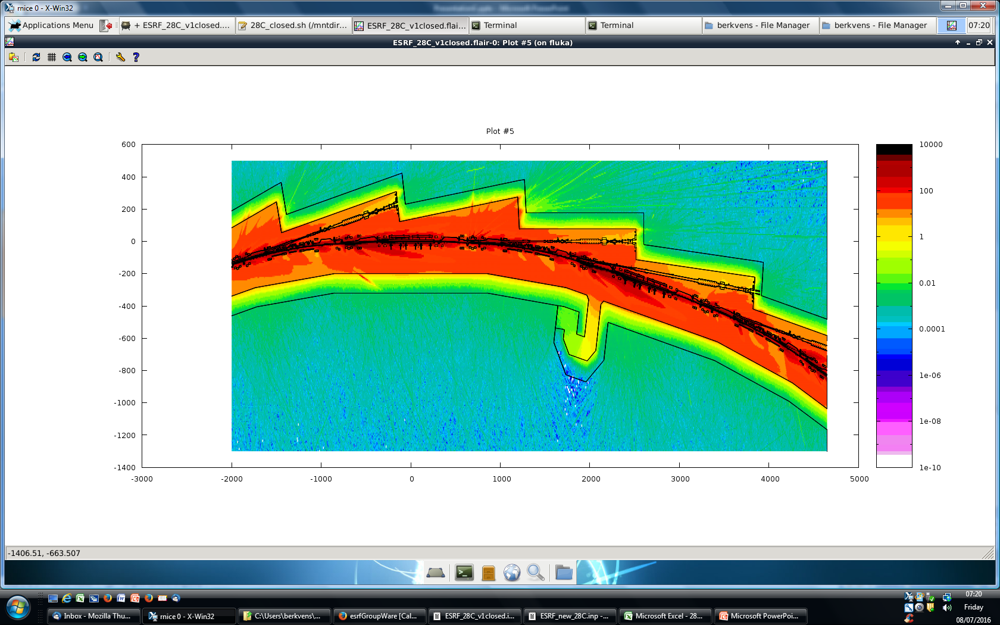 rnice 0 - X-Win32
Applications Menu
+ ESRF_28C_v1closed....
28C_closed.sh (/mntdir...
ESRF_28C_v1closed.flai...
Terminal
Terminal
berkvens - File Manager
berkvens - File Manager
07:20
ESRF_28C_v1closed.flair-0: Plot #5 (on fluka)
Plot #5
600
400
200
0
-200
-400
-600
-800
-1000
-1200
-1400
-3000
-2000
-1000
0
1000
2000
3000
4000
5000
10000
100
1
0.01
0.0001
1e-06
1e-08
1e-10
-1406.51, -663.507
07:20
Friday
08/07/2016
Inbox - Mozilla Thu...
rnice 0 - X-Win32
C:\Users\berkvens\...
esrfGroupWare [Cal...
ESRF_28C_v1closed.i...
ESRF_new_28C.inp -...
Microsoft Excel - 28...
Microsoft PowerPoi...